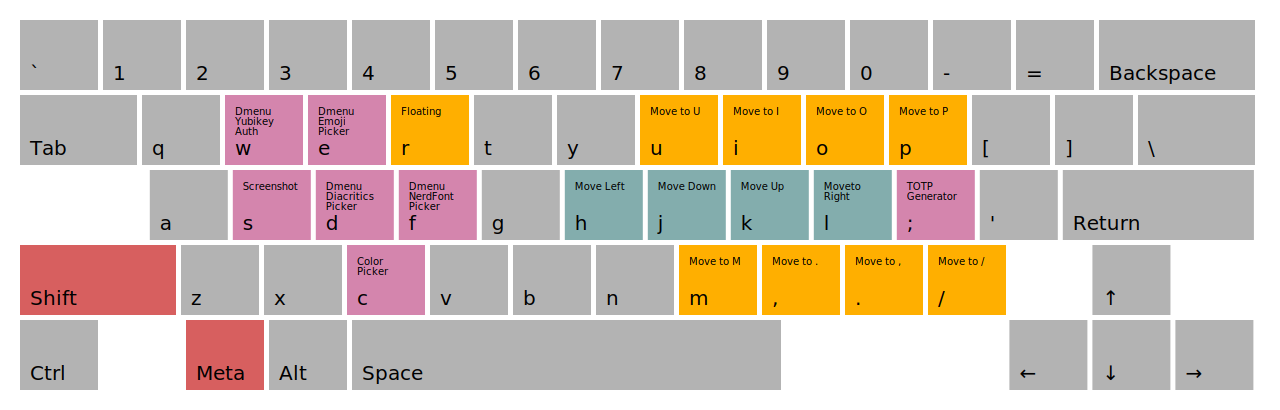 ` 1 2 3 4 5 6 7 8 9 0 - = Backspace
Tab q
Dmenu
Yubikey
Auth
w
Dmenu
Emoji
Picker
e
Floating
r
t y
Move to U
u
Move to I
i
Move to O
o
Move to P
p
[ ] \
a
Screenshot
s
Dmenu
Diacritics
Picker
d
Dmenu
NerdFont
Picker
f
g
Move Left
h
Move Down
j
Move Up
k
Moveto
Right
l
TOTP
Generator
;
' Return
Shift z x
Color
Picker
c
v b n
Move to M
m
Move to .
,
Move to ,
.
Move to /
/
↑
Ctrl Meta Alt Space ← ↓ →